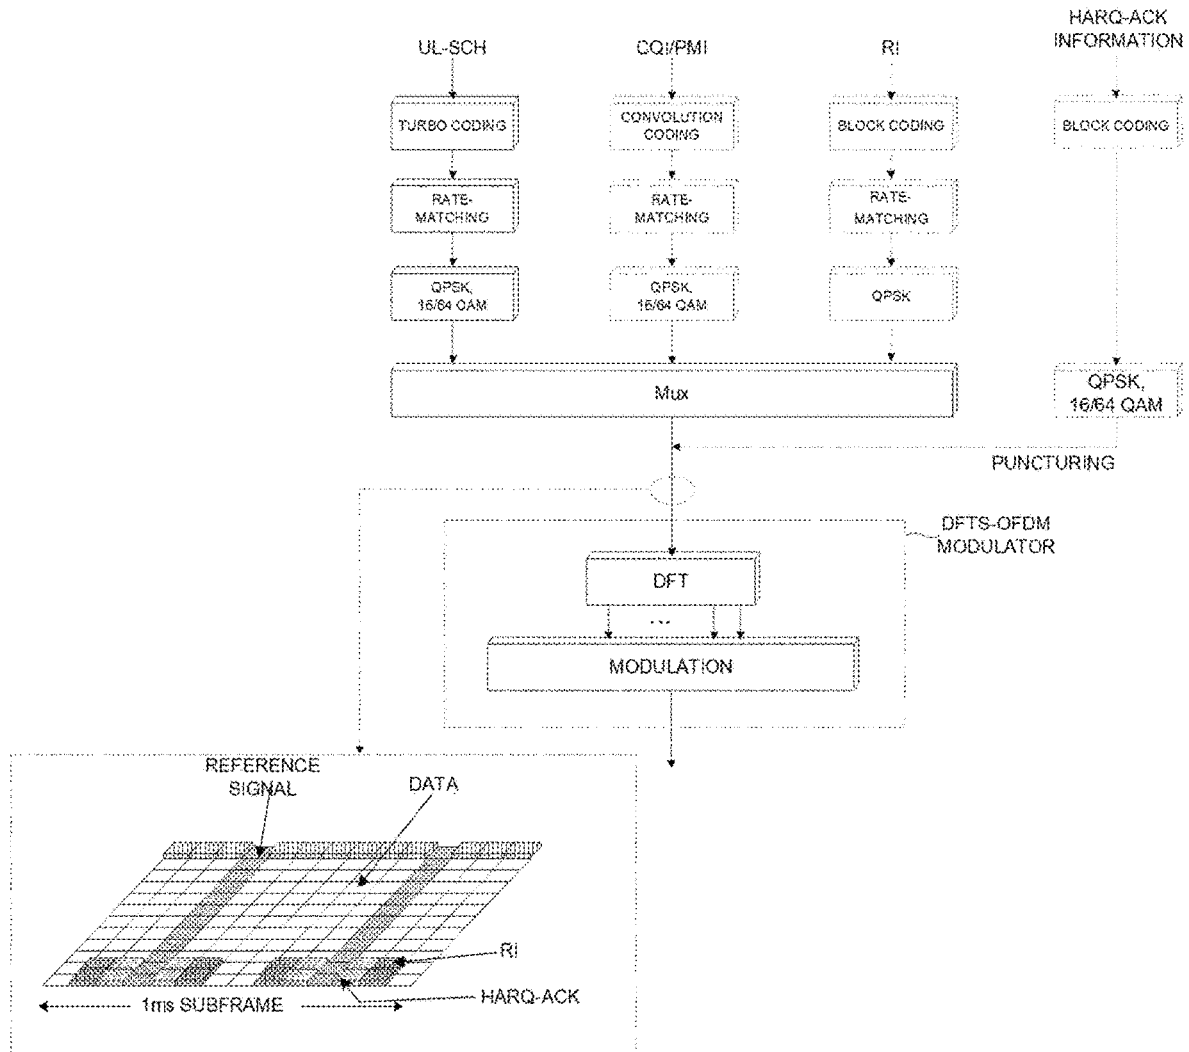 UL-SCH
CQI/PMI
RI
HARQ-ACK
INFORMATION
TURBO CODING
CONVOLUTION
CODING
BLOCK CODING
BLOCK CODING
RATE-
MATCHING
RATE-
MATCHING
RATE-
MATCHING
QPSK,
16/64 QAM
QPSK,
16/64 QAM
QPSK
Mux
QPSK,
16/64 QAM
PUNCTURING
DFTS-OFDM
MODULATOR
DFT
...
MODULATION
REFERENCE
SIGNAL
DATA
RI
HARQ-ACK
1ms SUBFRAME